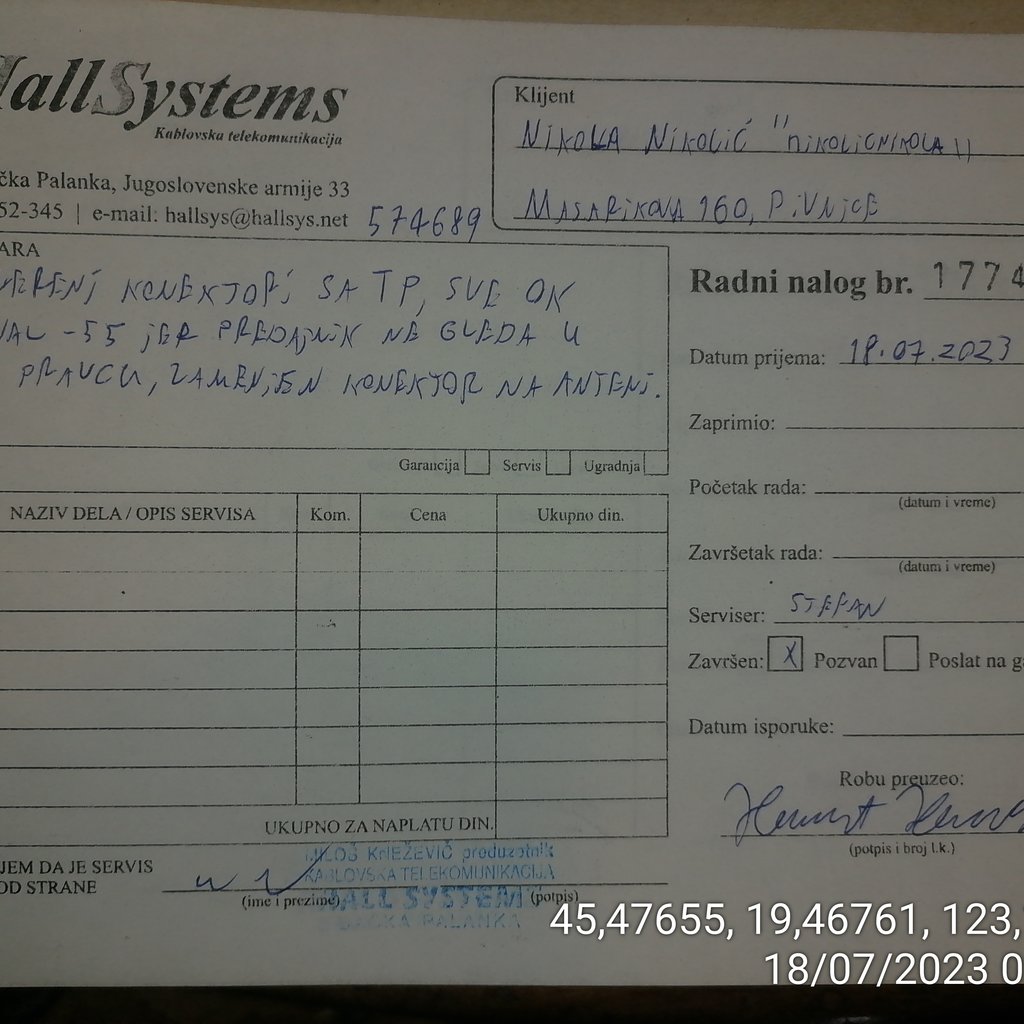 HallSystems
Kablovska telekomunikacija
čka Palanka, Jugoslovenske armije 33
52-345 | e-mail: hallsys@hallsys.net 574689
Klijent
NIKOLA NIKOLIĆ "nikolicnikola"
MASARIKOVA 160, PIVNICE
ARA
MERENI KONEKTORI SA TP, SVE OK
-55 JER PREDAJNIK NE GLEDA U
PRAVCU, ZAMENJEN KONEKTOR NA ANTENI.
Garancija Servis Ugradnja
Radni nalog br. 1774
Datum prijema: 18.07.2023
Zaprimio:
Početak rada:
(datum i vreme)
Završetak rada:
(datum i vreme)
Serviser: STEFAN
Završen: X Pozvan Poslat na ga
Datum isporuke:
Robu preuzeo:
(potpis i broj l.k.)
NAZIV DELA / OPIS SERVISA Kom. Cena Ukupno din.
UKUPNO ZA NAPLATU DIN.
JEM DA JE SERVIS
OD STRANE
(ime i prezime) (potpis)
MILOŠ KNEŽEVIĆ preduzetnik
KABLOVSKA TELEKOMUNIKACIJA
HALL SYSTEM
BAČKA PALANKA
45,47655, 19,46761, 123,
18/07/2023 0